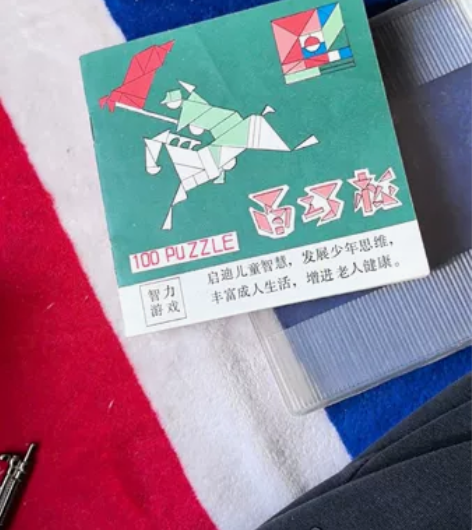 百巧松
100 PUZZLE
智力
游戏
启迪儿童智慧，发展少年思维，
丰富成人生活，增进老人健康。